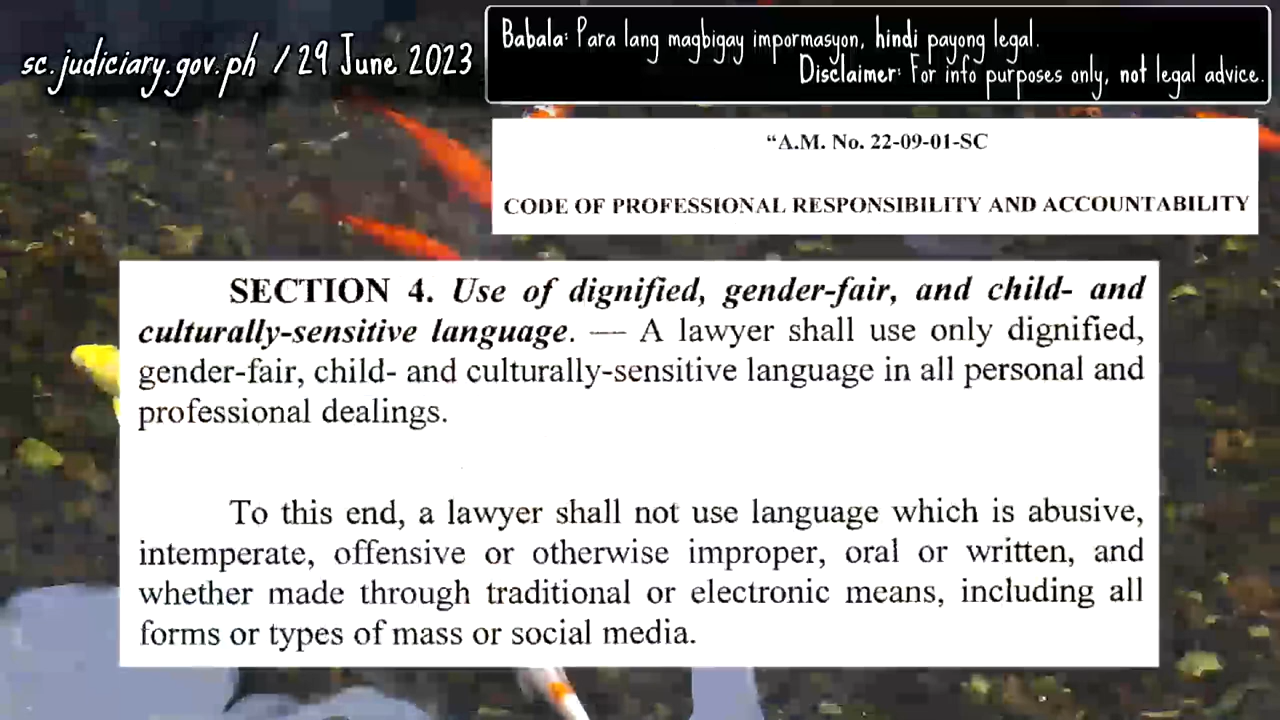 sc.judiciary.gov.ph / 29 June 2023
Babala: Para lang magbigay impormasyon, hindi payong legal.
Disclaimer: For info purposes only, not legal advice.
“A.M. No. 22-09-01-SC
CODE OF PROFESSIONAL RESPONSIBILITY AND ACCOUNTABILITY
SECTION 4. Use of dignified, gender-fair, and child- and
culturally-sensitive language. — A lawyer shall use only dignified,
gender-fair, child- and culturally-sensitive language in all personal and
professional dealings.
To this end, a lawyer shall not use language which is abusive,
intemperate, offensive or otherwise improper, oral or written, and
whether made through traditional or electronic means, including all
forms or types of mass or social media.